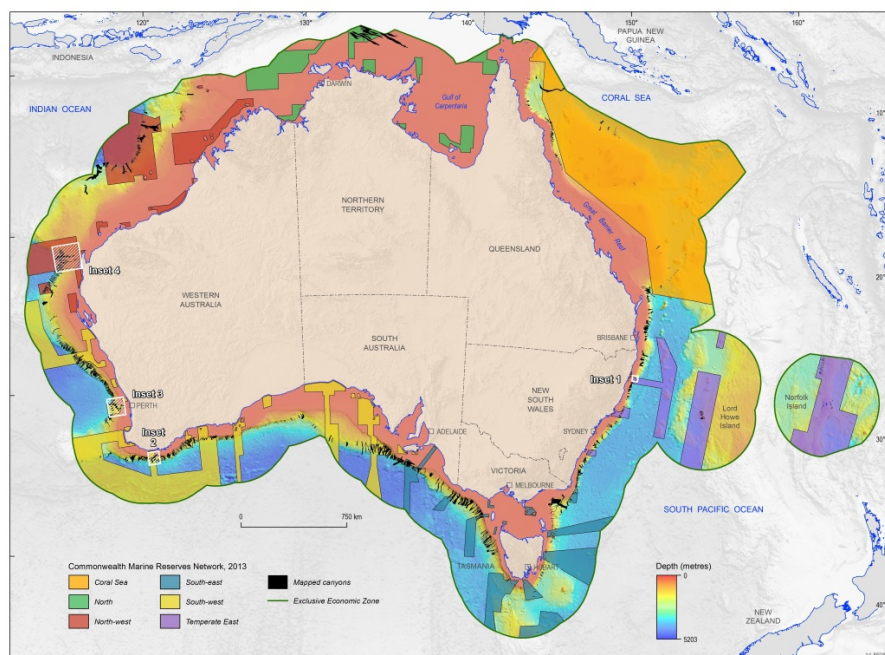 120°
130°
140°
150°
160°
INDONESIA
PAPUA NEW
GUINEA
INDIAN OCEAN
DARWIN
Gulf of
Carpentaria
CORAL SEA
10°
NORTHERN
TERRITORY
Great Barrier Reef
QUEENSLAND
Inset 4
20°
WESTERN
AUSTRALIA
SOUTH
AUSTRALIA
BRISBANE
Inset 1
Inset 3
PERTH
NEW
SOUTH
WALES
Lord
Howe
Island
Norfolk
Island
Inset
2
ADELAIDE
SYDNEY
30°
VICTORIA
MELBOURNE
0
750 km
SOUTH PACIFIC OCEAN
TASMANIA
HOBART
Commonwealth Marine Reserves Network, 2013
Coral Sea
South-east
Mapped canyons
North
South-west
Exclusive Economic Zone
North-west
Temperate East
Depth (metres)
0
5203
NEW
ZEALAND
40°